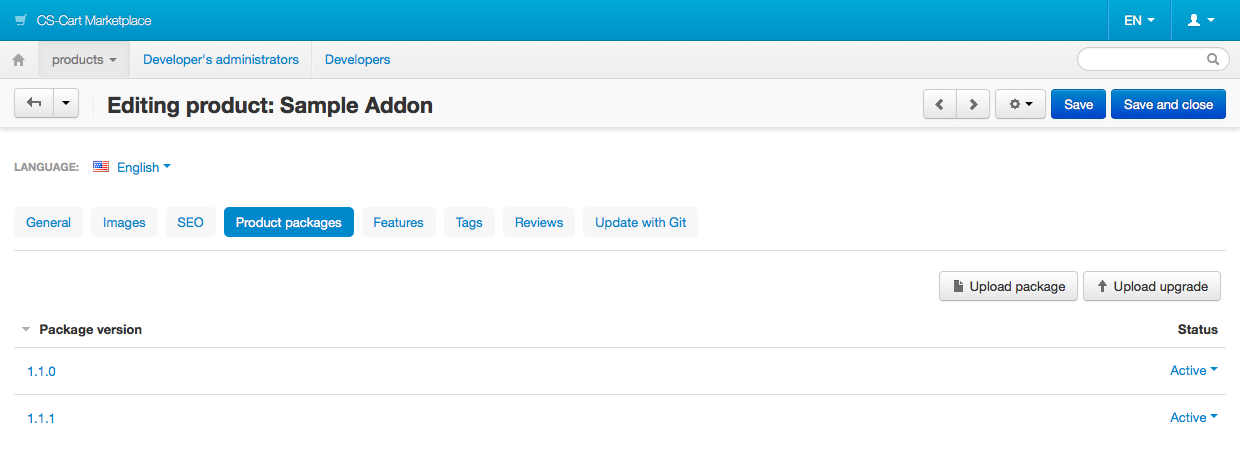 CS-Cart Marketplace EN
products Developer's administrators Developers
Editing product: Sample Addon Save Save and close
LANGUAGE: English
General Images SEO Product packages Features Tags Reviews Update with Git
Upload package Upload upgrade
Package version Status
1.1.0 Active
1.1.1 Active